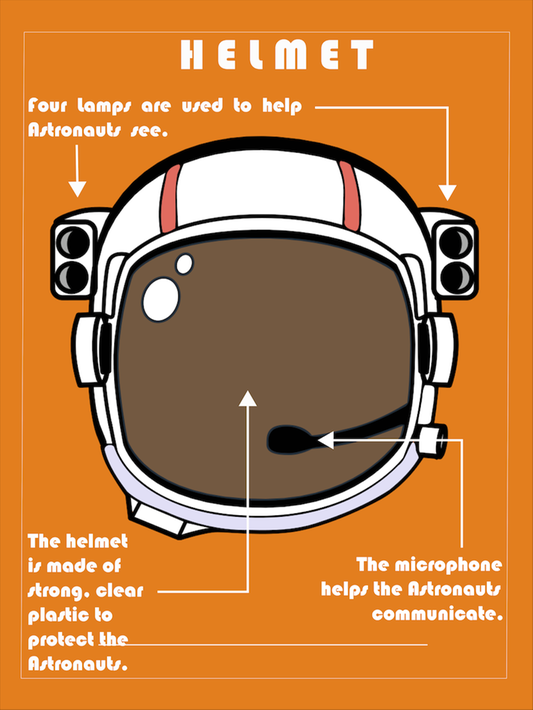 HELMET
Four lamps are used to help
Astronauts see.
The helmet
is made of
strong, clear
plastic to
protect the
Astronauts.
The microphone
helps the Astronauts
communicate.